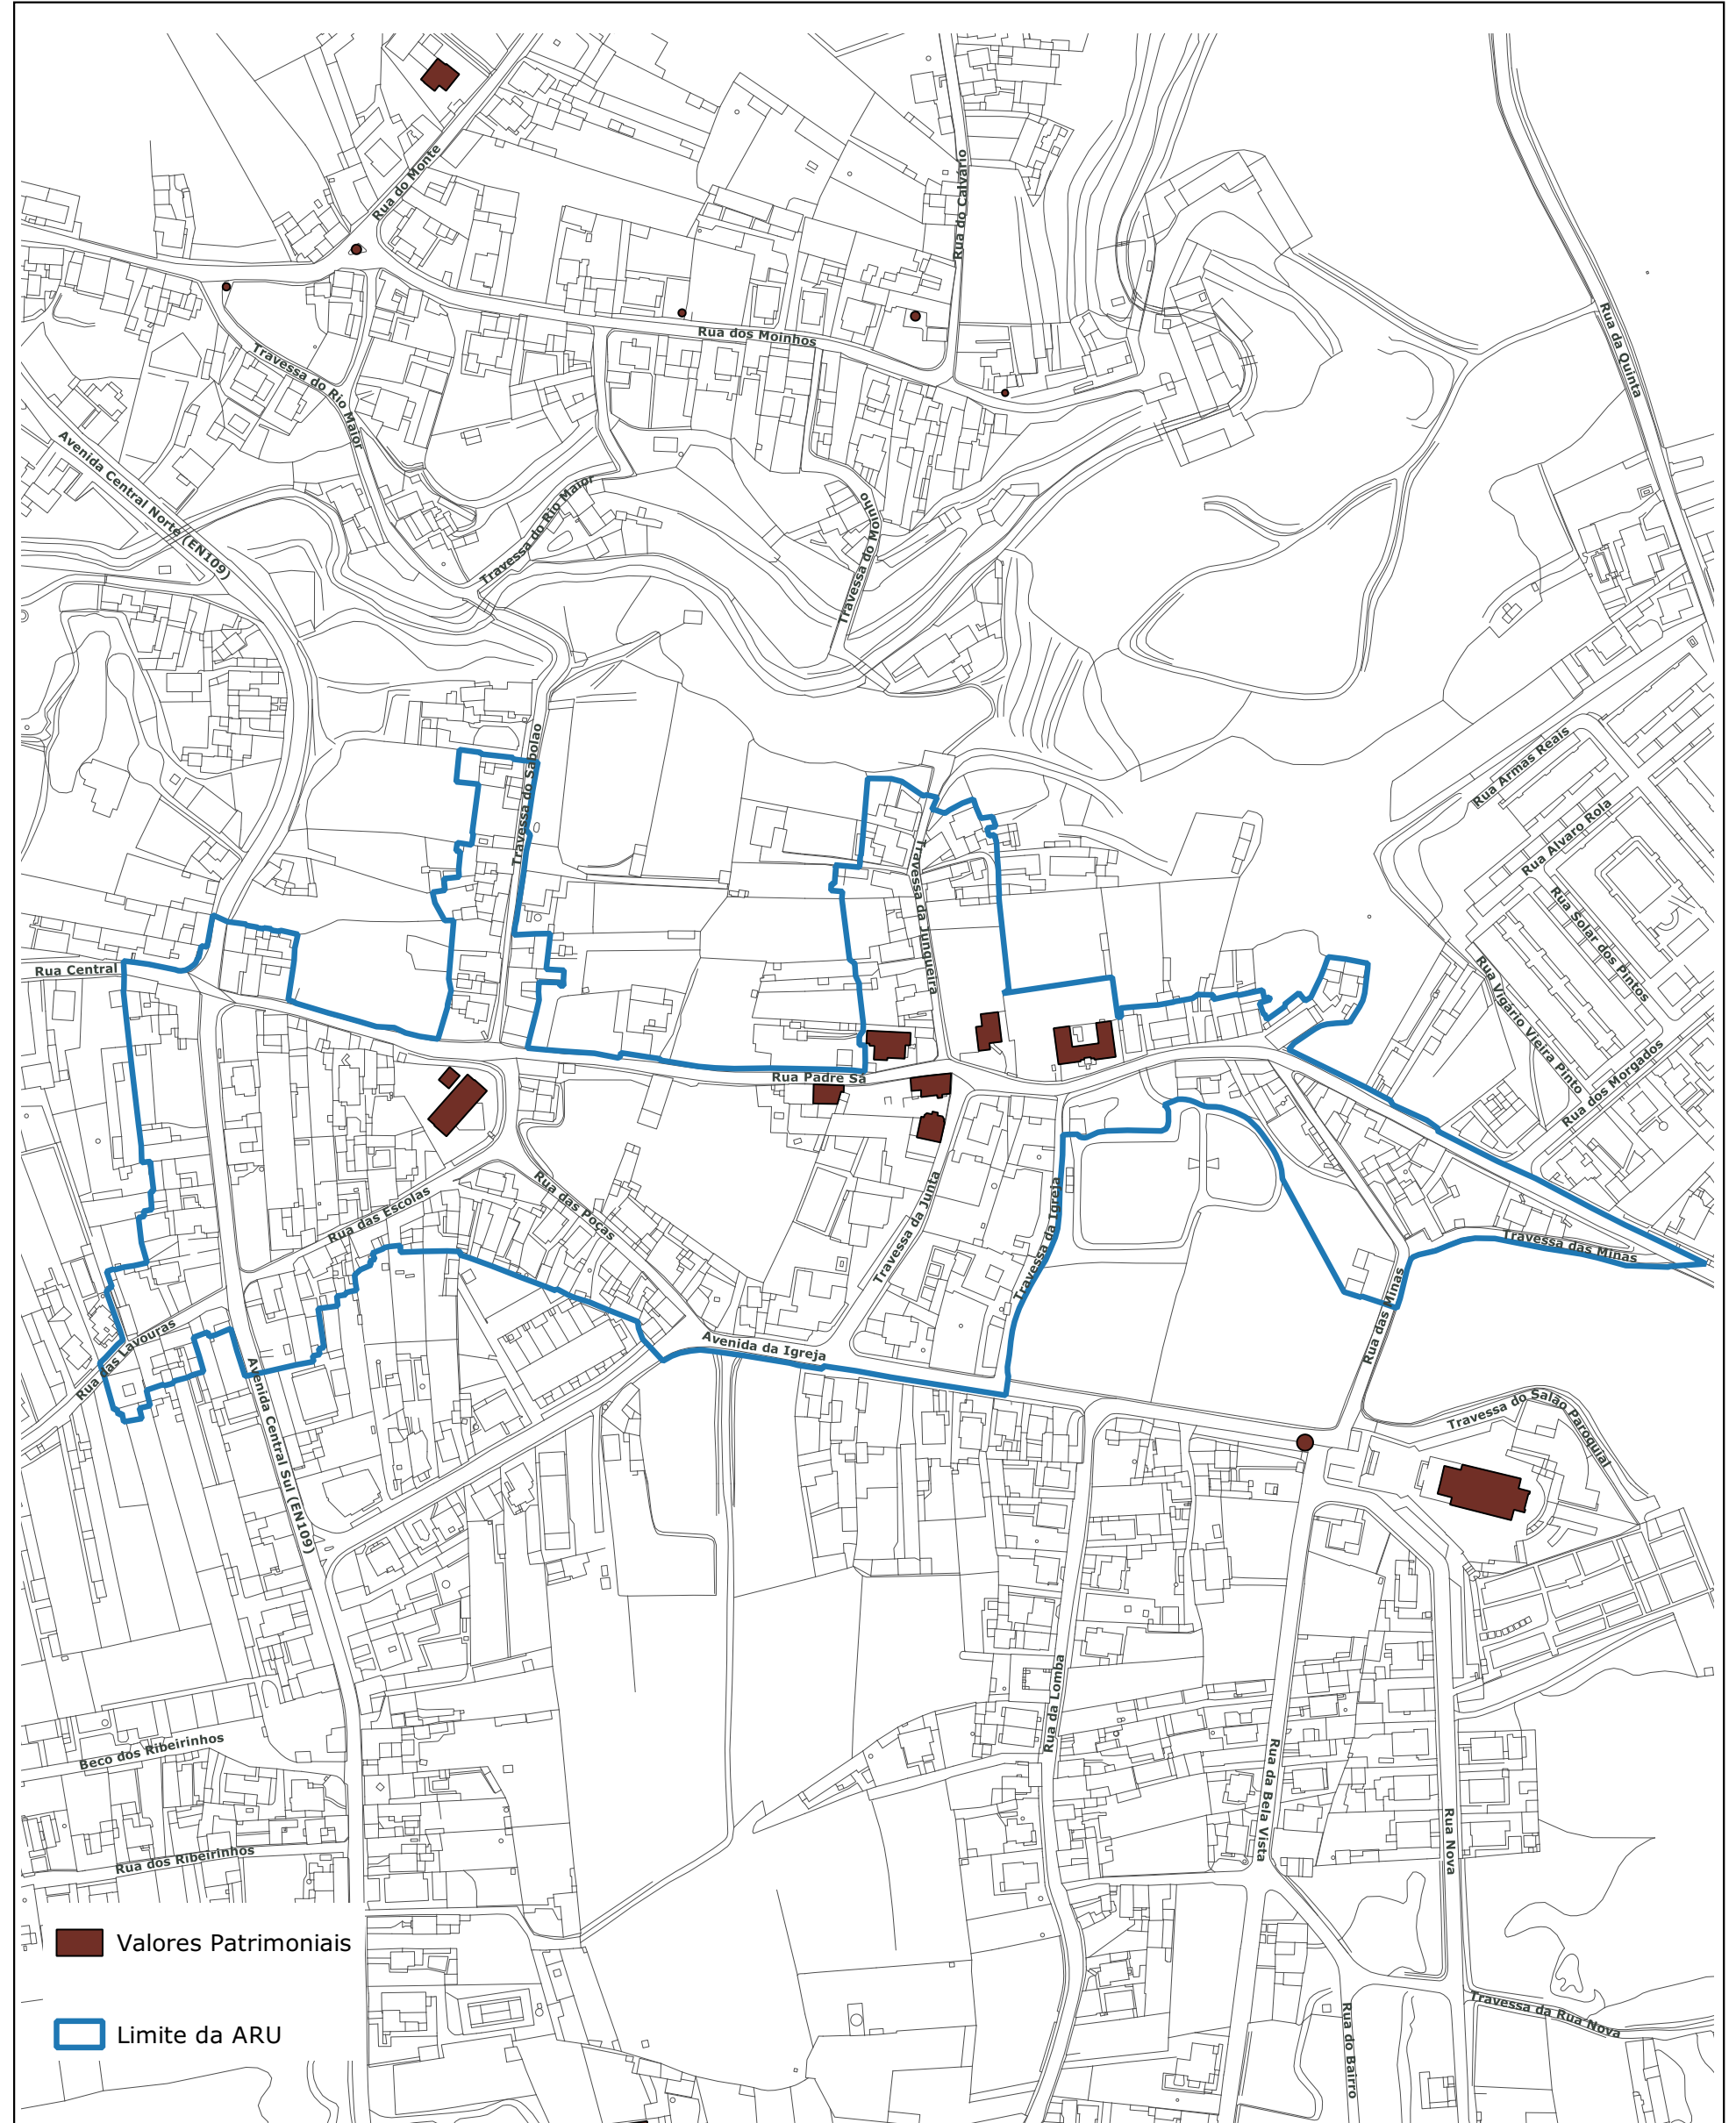 Rua do Monte
Rua do Calvário
Rua da Quinta
Rua dos Moinhos
Travessa do Rio Maior
Avenida Central Norte (EN109)
Travessa do Rio Maior
Travessa do Moinho
Travessa do Sabolao
Rua Armas Reais
Rua Alvaro Rola
Rua Solar dos Pintos
Travessa da Junqueira
Rua Central
Rua Vigário Vieira Pinto
Rua dos Morgados
Rua Padre Sá
Rua das Escolas
Rua das Poças
Travessa da Junta
Travessa da Igreja
Travessa das Minas
Rua das Minas
Rua das Lavouras
Avenida da Igreja
Avenida Central Sul (EN109)
Travessa do Salão Paroquial
Rua da Lomba
Beco dos Ribeirinhos
Rua da Bela Vista
Rua Nova
Rua dos Ribeirinhos
Valores Patrimoniais
Travessa da Rua Nova
Rua do Bairro
Limite da ARU